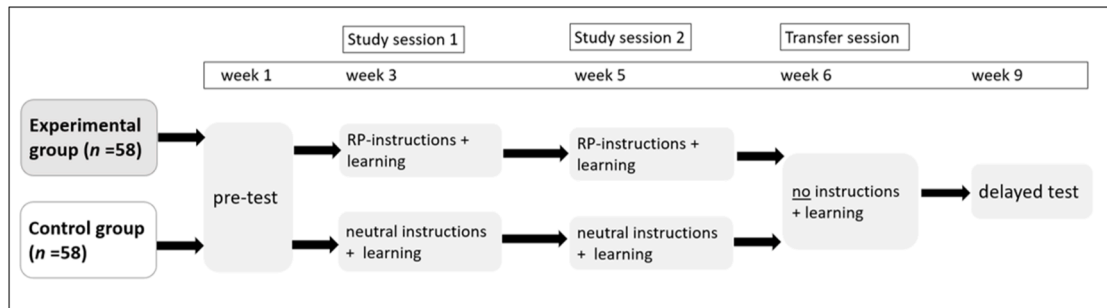 Study session 1
Study session 2
Transfer session
week 1
week 3
week 5
week 6
week 9
Experimental
group (n =58)
Control group
(n =58)
pre-test
RP-instructions +
learning
neutral instructions
+ learning
RP-instructions +
learning
neutral instructions
+ learning
no instructions
+ learning
delayed test